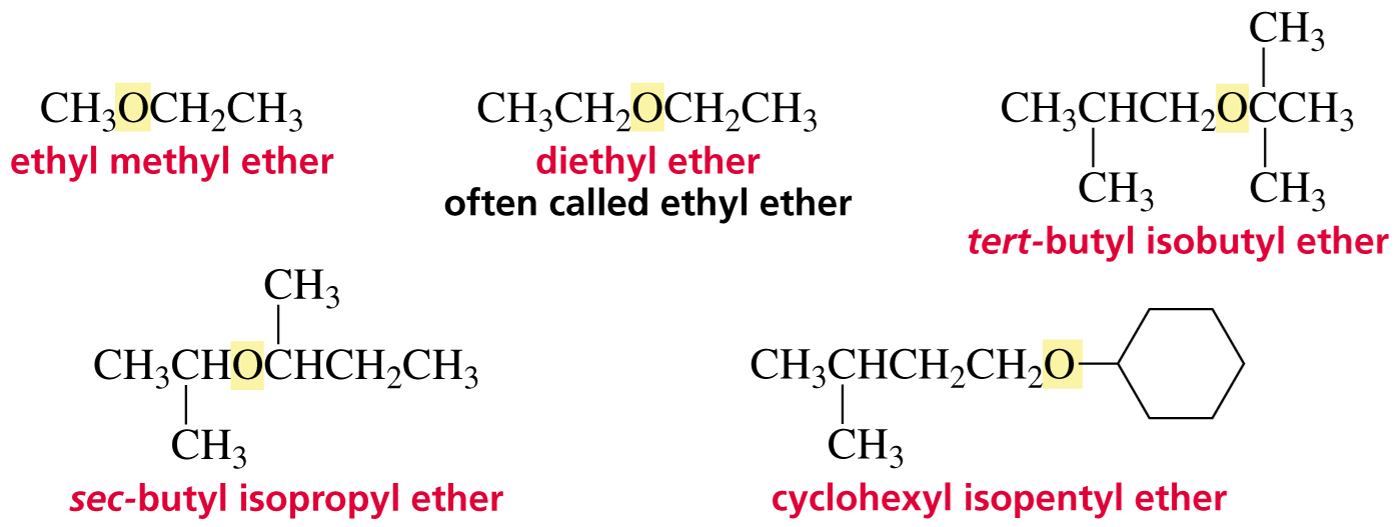 CH₃
CH₃OCH₂CH₃
CH₃CH₂OCH₂CH₃
CH₃CHCH₂OCCH₃
CH₃
CH₃
ethyl methyl ether
diethyl ether
often called ethyl ether
tert-butyl isobutyl ether
CH₃
CH₃CHOCHCH₂CH₃
CH₃
sec-butyl isopropyl ether
CH₃CHCH₂CH₂O
CH₃
cyclohexyl isopentyl ether